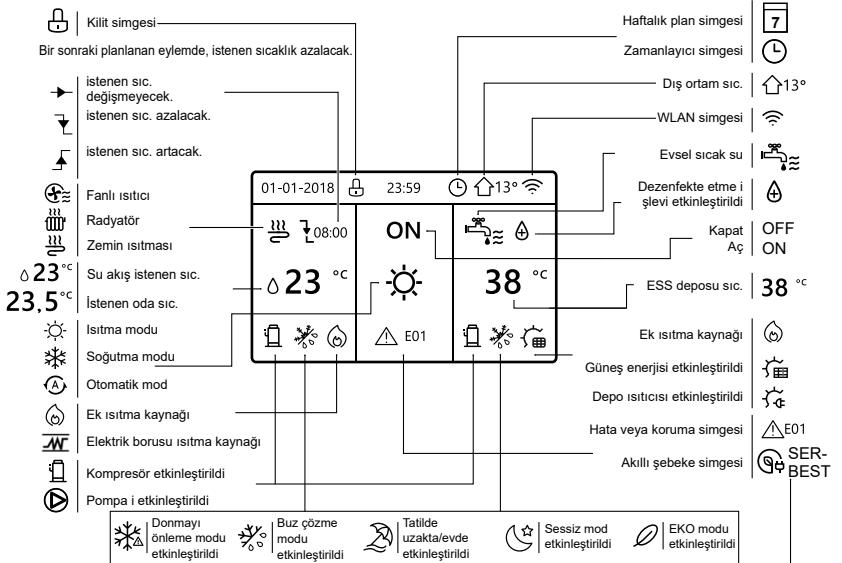 Kilit simgesi
Bir sonraki planlanan eylemde, istenen sıcaklık azalacak.
istenen sıc.
değişmeyecek.
istenen sıc. azalacak.
istenen sıc. artacak.
Fanlı ısıtıcı
Radyatör
Zemin ısıtması
23°C Su akış istenen sıc.
23,5°C İstenen oda sıc.
Isıtma modu
Soğutma modu
A Otomatik mod
Ek ısıtma kaynağı
Elektrik borusu ısıtma kaynağı
Kompresör etkinleştirildi
Pompa i etkinleştirildi
01-01-2018 23:59 13°
08:00 ON
23 °C 38 °C
E01
Haftalık plan simgesi 7
Zamanlayıcı simgesi
Dış ortam sıc. 13°
WLAN simgesi
Evsel sıcak su
Dezenfekte etme i
işlevi etkinleştirildi
Kapat OFF
Aç ON
ESS deposu sıc. 38 °C
Ek ısıtma kaynağı
Güneş enerjisi etkinleştirildi
Depo ısıtıcısı etkinleştirildi
Hata veya koruma simgesi E01
Akıllı şebeke simgesi SER-
BEST
Donmayı
önleme modu
etkinleştirildi
Buz çözme
modu
etkinleştirildi
Tatilde
uzakta/evde
etkinleştirildi
Sessiz mod
etkinleştirildi
EKO modu
etkinleştirildi